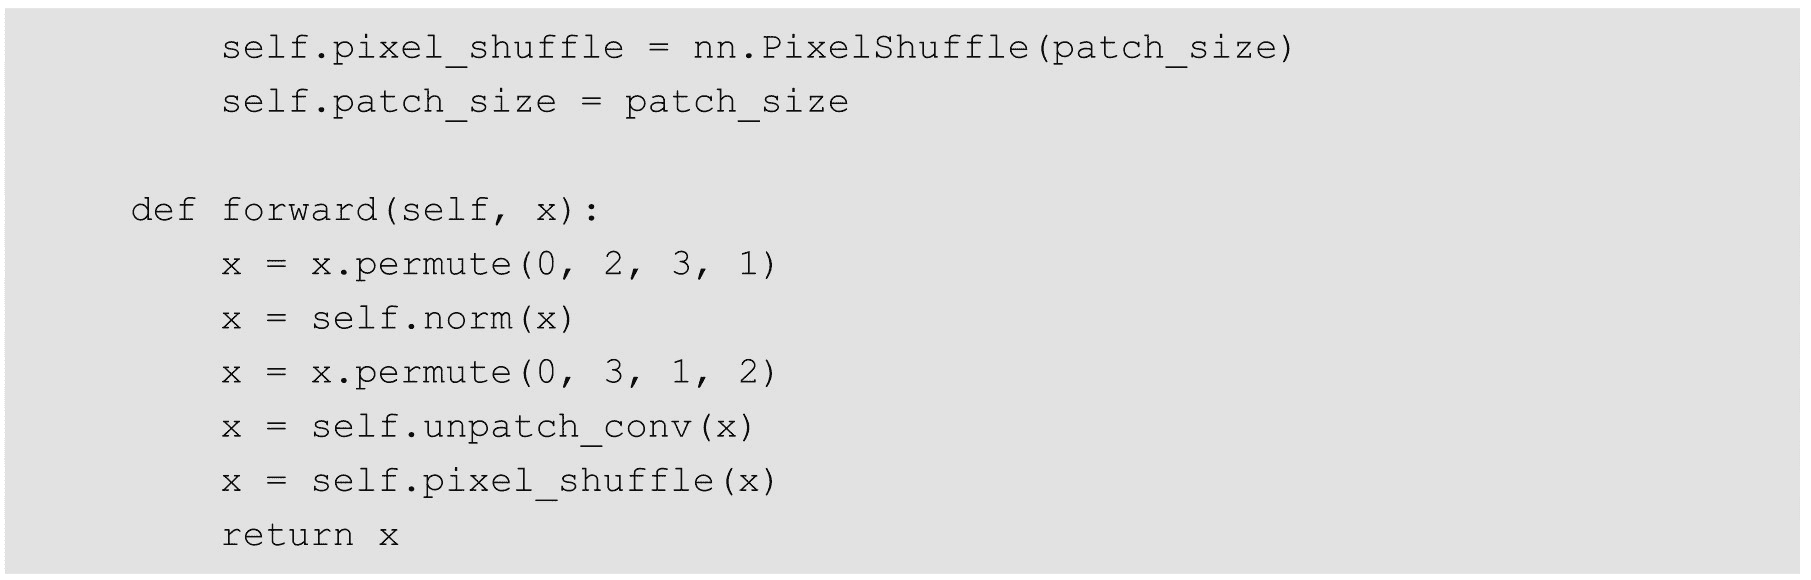 self.pixel_shuffle = nn.PixelShuffle(patch_size)
        self.patch_size = patch_size

    def forward(self, x):
        x = x.permute(0, 2, 3, 1)
        x = self.norm(x)
        x = x.permute(0, 3, 1, 2)
        x = self.unpatch_conv(x)
        x = self.pixel_shuffle(x)
        return x